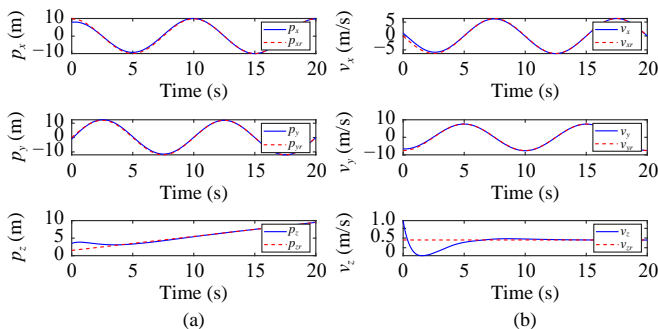 10
0
−10
p_x (m)
p_x
p_xr
0 5 10 15 20
Time (s)
5
0
−5
v_x (m/s)
v_x
v_xr
0 5 10 15 20
Time (s)
10
0
−10
p_y (m)
p_y
p_yr
0 5 10 15 20
Time (s)
10
0
−10
v_y (m/s)
v_y
v_yr
0 5 10 15 20
Time (s)
10
5
0
p_z (m)
p_z
p_zr
0 5 10 15 20
Time (s)
(a)
1.0
0.5
0
v_z (m/s)
v_z
v_zr
0 5 10 15 20
Time (s)
(b)